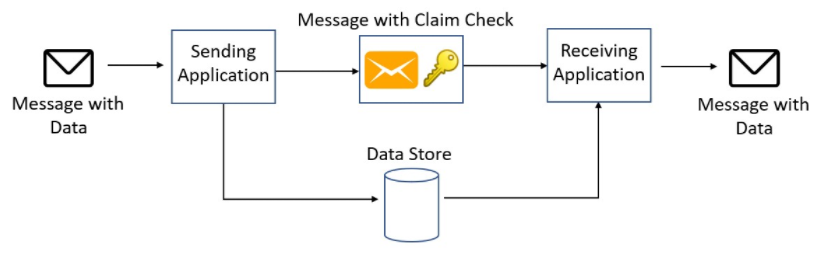 Message with Claim Check
Sending
Application
Receiving
Application
Message with
Data
Message with
Data
Data Store